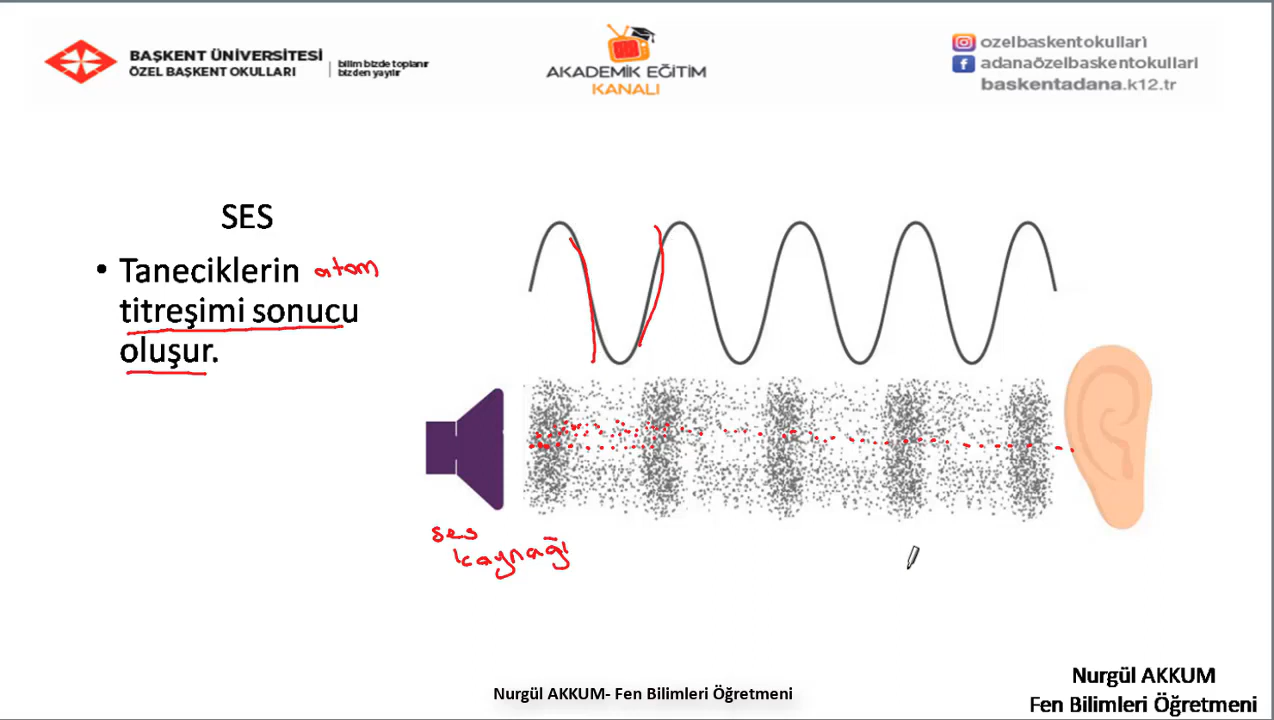 BAŞKENT ÜNİVERSİTESİ
ÖZEL BAŞKENT OKULLARI
bilim bizde toplanır
bizden yayılır
AKADEMİK EĞİTİM
KANALI
ozelbaskentokulları
adanaözelbaskentokullari
baskentadana.k12.tr
SES
• Taneciklerin atom
titreşimi sonucu
oluşur.
ses
kaynağı
Nurgül AKKUM- Fen Bilimleri Öğretmeni
Nurgül AKKUM
Fen Bilimleri Öğretmeni